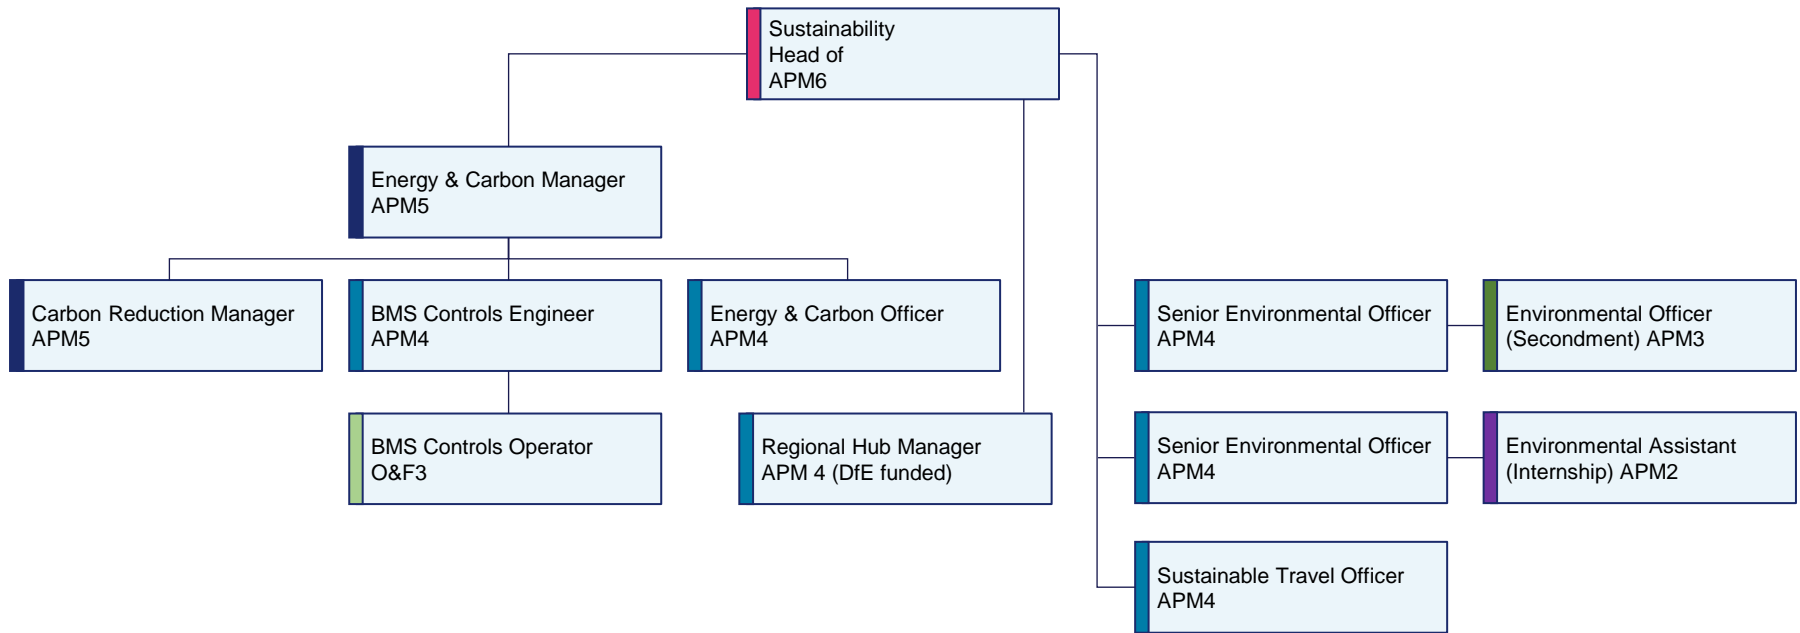 Sustainability
Head of
APM6
Energy & Carbon Manager
APM5
Carbon Reduction Manager
APM5
BMS Controls Engineer
APM4
Energy & Carbon Officer
APM4
Senior Environmental Officer
APM4
Environmental Officer
(Secondment) APM3
BMS Controls Operator
O&F3
Regional Hub Manager
APM 4 (DfE funded)
Senior Environmental Officer
APM4
Environmental Assistant
(Internship) APM2
Sustainable Travel Officer
APM4